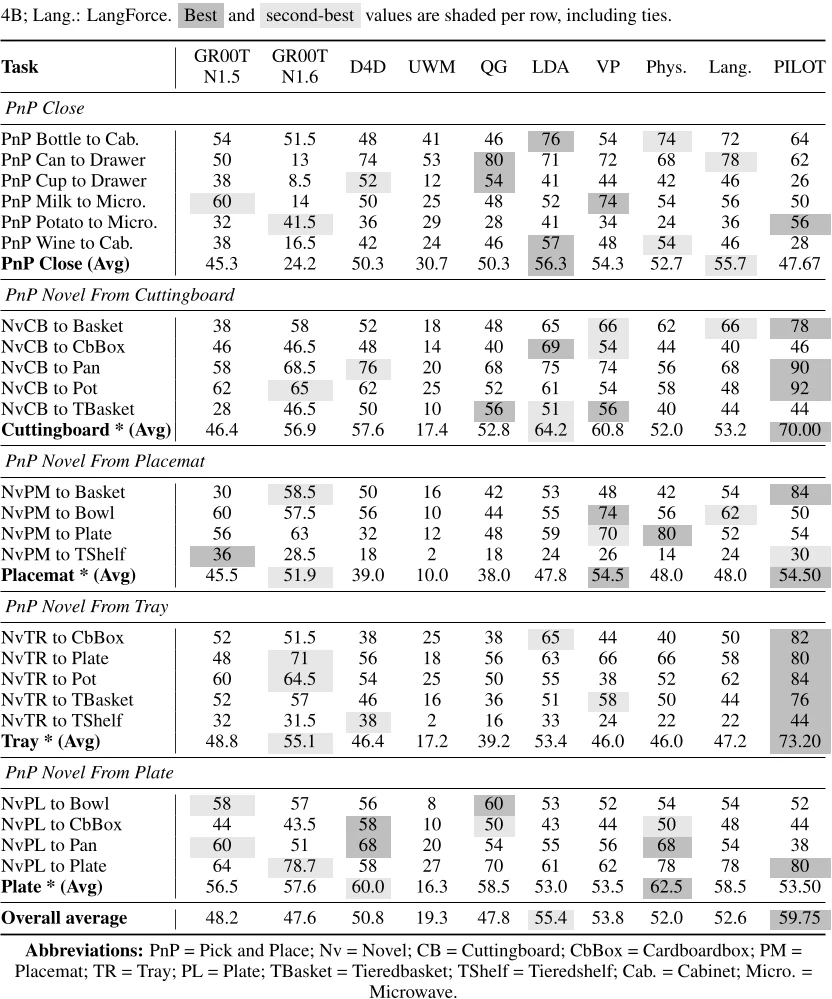 4B; Lang.: LangForce. Best and second-best values are shaded per row, including ties.
Task GR00T N1.5 GR00T N1.6 D4D UWM QG LDA VP Phys. Lang. PILOT
PnP Close
PnP Bottle to Cab. 54 51.5 48 41 46 76 54 74 72 64
PnP Can to Drawer 50 13 74 53 80 71 72 68 78 62
PnP Cup to Drawer 38 8.5 52 12 54 41 44 42 46 26
PnP Milk to Micro. 60 14 50 25 48 52 74 54 56 50
PnP Potato to Micro. 32 41.5 36 29 28 41 34 24 36 56
PnP Wine to Cab. 38 16.5 42 24 46 57 48 54 46 28
PnP Close (Avg) 45.3 24.2 50.3 30.7 50.3 56.3 54.3 52.7 55.7 47.67
PnP Novel From Cuttingboard
NvCB to Basket 38 58 52 18 48 65 66 62 66 78
NvCB to CbBox 46 46.5 48 14 40 69 54 44 40 46
NvCB to Pan 58 68.5 76 20 68 75 74 56 68 90
NvCB to Pot 62 65 62 25 52 61 54 58 48 92
NvCB to TBasket 28 46.5 50 10 56 51 56 40 44 44
Cuttingboard * (Avg) 46.4 56.9 57.6 17.4 52.8 64.2 60.8 52.0 53.2 70.00
PnP Novel From Placemat
NvPM to Basket 30 58.5 50 16 42 53 48 42 54 84
NvPM to Bowl 60 57.5 56 10 44 55 74 56 62 50
NvPM to Plate 56 63 32 12 48 59 70 80 52 54
NvPM to TShelf 36 28.5 18 2 18 24 26 14 24 30
Placemat * (Avg) 45.5 51.9 39.0 10.0 38.0 47.8 54.5 48.0 48.0 54.50
PnP Novel From Tray
NvTR to CbBox 52 51.5 38 25 38 65 44 40 50 82
NvTR to Plate 48 71 56 18 56 63 66 66 58 80
NvTR to Pot 60 64.5 54 25 50 55 38 52 62 84
NvTR to TBasket 52 57 46 16 36 51 58 50 44 76
NvTR to TShelf 32 31.5 38 2 16 33 24 22 22 44
Tray * (Avg) 48.8 55.1 46.4 17.2 39.2 53.4 46.0 46.0 47.2 73.20
PnP Novel From Plate
NvPL to Bowl 58 57 56 8 60 53 52 54 54 52
NvPL to CbBox 44 43.5 58 10 50 43 44 50 48 44
NvPL to Pan 60 51 68 20 54 55 56 68 54 38
NvPL to Plate 64 78.7 58 27 70 61 62 78 78 80
Plate * (Avg) 56.5 57.6 60.0 16.3 58.5 53.0 53.5 62.5 58.5 53.50
Overall average 48.2 47.6 50.8 19.3 47.8 55.4 53.8 52.0 52.6 59.75
Abbreviations: PnP = Pick and Place; Nv = Novel; CB = Cuttingboard; CbBox = Cardboardbox; PM =
Placemat; TR = Tray; PL = Plate; TBasket = Tieredbasket; TShelf = Tieredshelf; Cab. = Cabinet; Micro. =
Microwave.